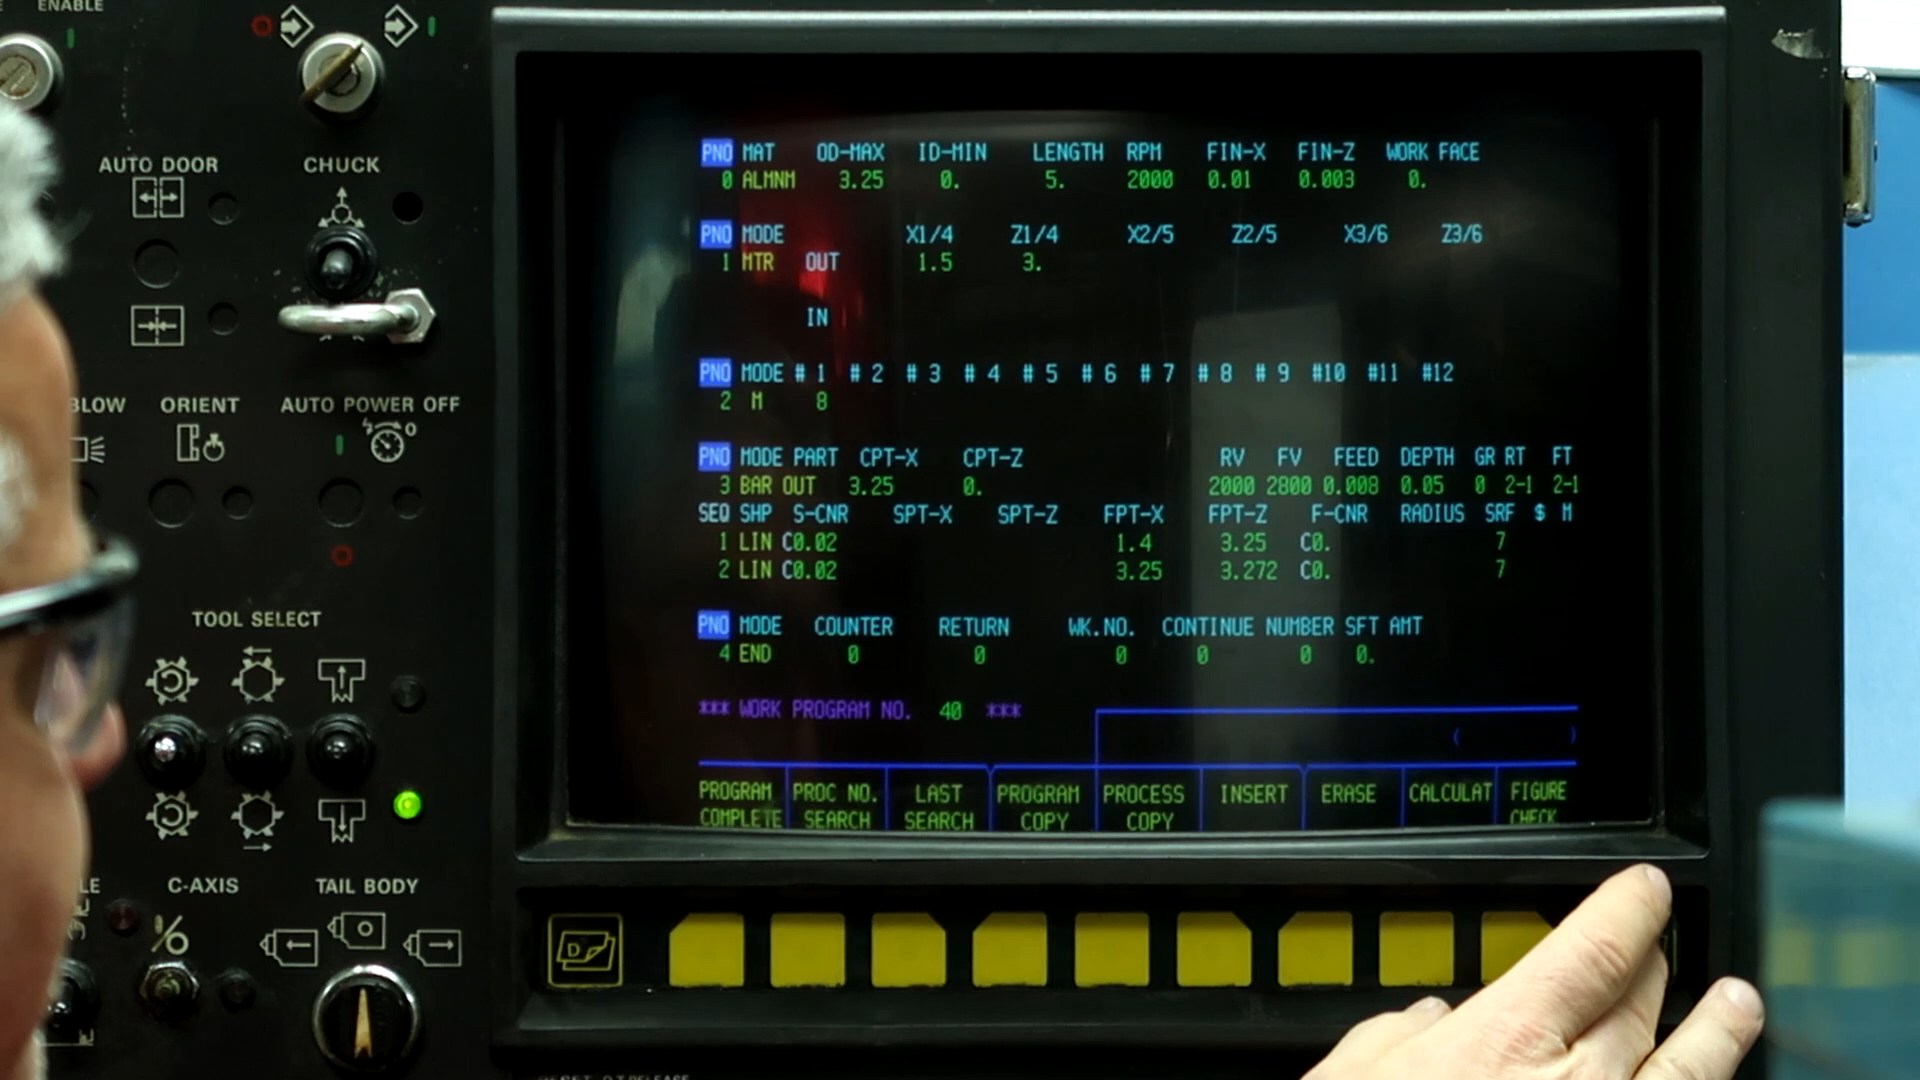 ENABLE
AUTO DOOR
CHUCK
BLOW
ORIENT
AUTO POWER OFF
TOOL SELECT
C-AXIS
TAIL BODY
PNO MAT OD-MAX ID-MIN LENGTH RPM FIN-X FIN-Z WORK FACE
0 ALMNM 3.25 0. 5. 2000 0.01 0.003 0.
PNO MODE X1/4 Z1/4 X2/5 Z2/5 X3/6 Z3/6
1 MTR OUT 1.5 3.
IN
PNO MODE # 1 # 2 # 3 # 4 # 5 # 6 # 7 # 8 # 9 #10 #11 #12
2 M 8
PNO MODE PART CPT-X CPT-Z RV FV FEED DEPTH GR RT FT
3 BAR OUT 3.25 0. 2000 2800 0.008 0.05 0 2-1 2-1
SEQ SHP S-CNR SPT-X SPT-Z FPT-X FPT-Z F-CNR RADIUS SRF $ M
1 LIN C0.02 1.4 3.25 C0. 7
2 LIN C0.02 3.25 3.272 C0. 7
PNO MODE COUNTER RETURN WK.NO. CONTINUE NUMBER SFT AMT
4 END 0 0 0 0 0 0.
*** WORK PROGRAM NO. 40 ***
( )
PROGRAM PROC NO. LAST PROGRAM PROCESS INSERT ERASE CALCULAT FIGURE
COMPLETE SEARCH SEARCH COPY COPY CHECK
D